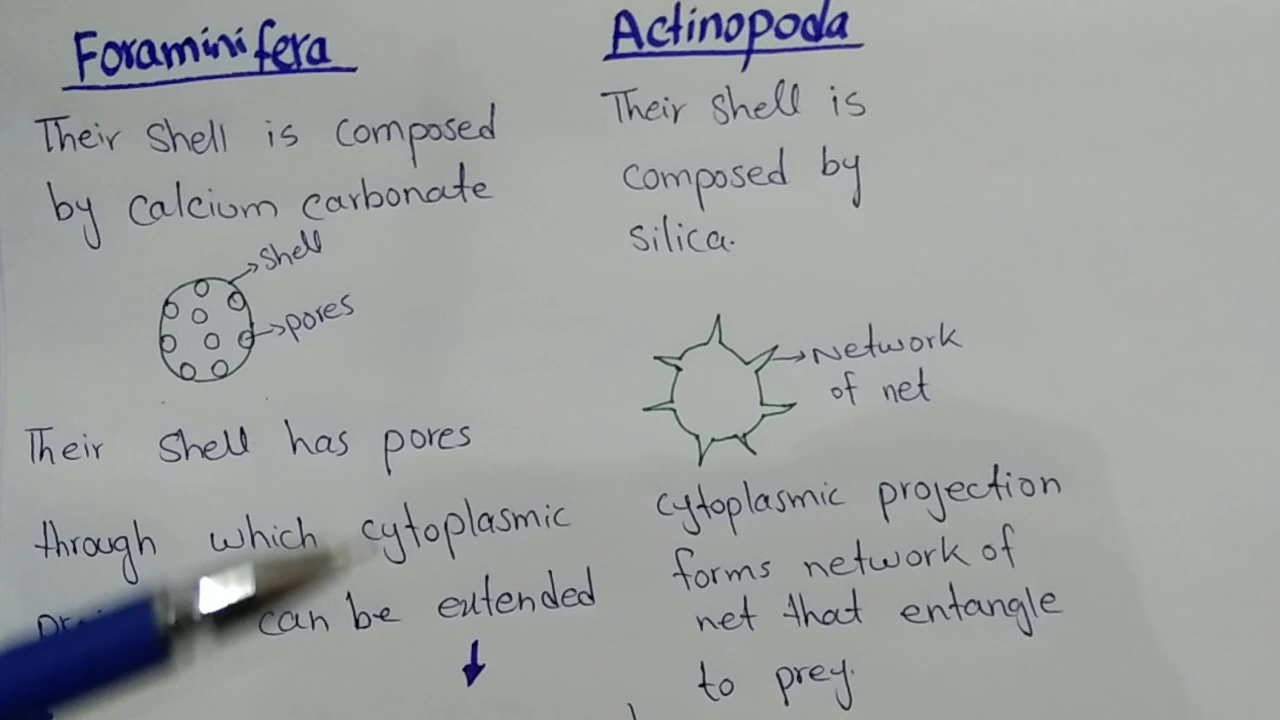 Foraminifera
Their shell is composed
by calcium carbonate
shell
pores
Their shell has pores
through which cytoplasmic
can be extended
Actinopoda
Their shell is
composed by
silica.
Network
of net
cytoplasmic projection
forms network of
net that entangle
to prey.